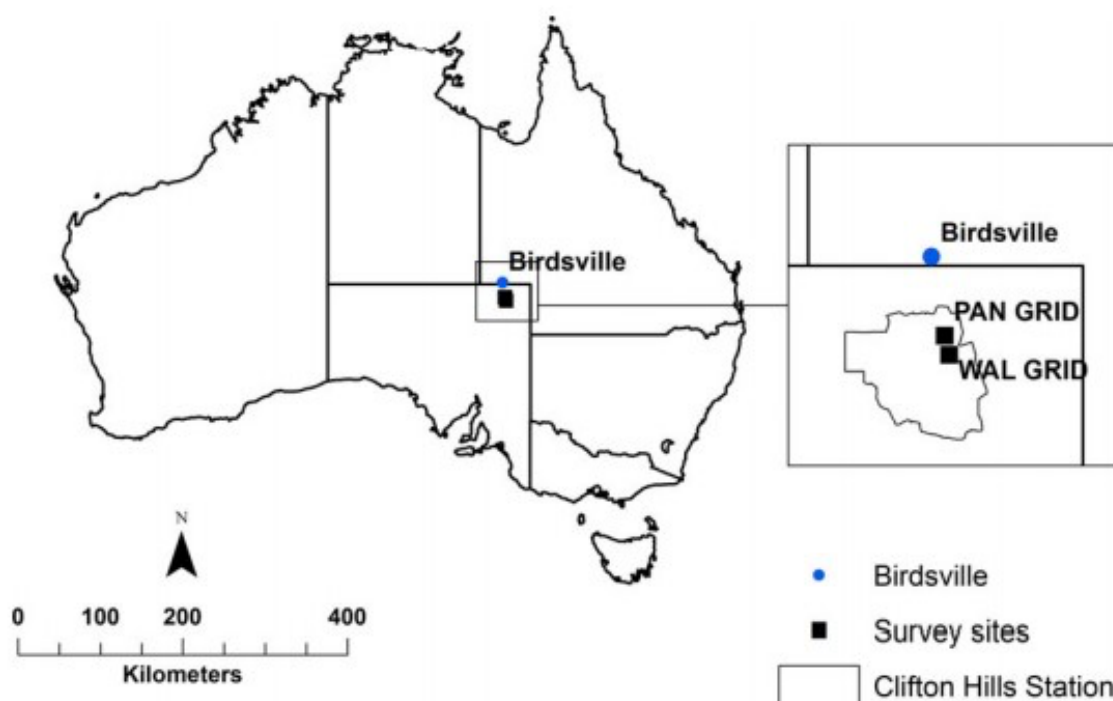 Birdsville
Birdsville
PAN GRID
WAL GRID
N
0 100 200 400
Kilometers
Birdsville
Survey sites
Clifton Hills Station